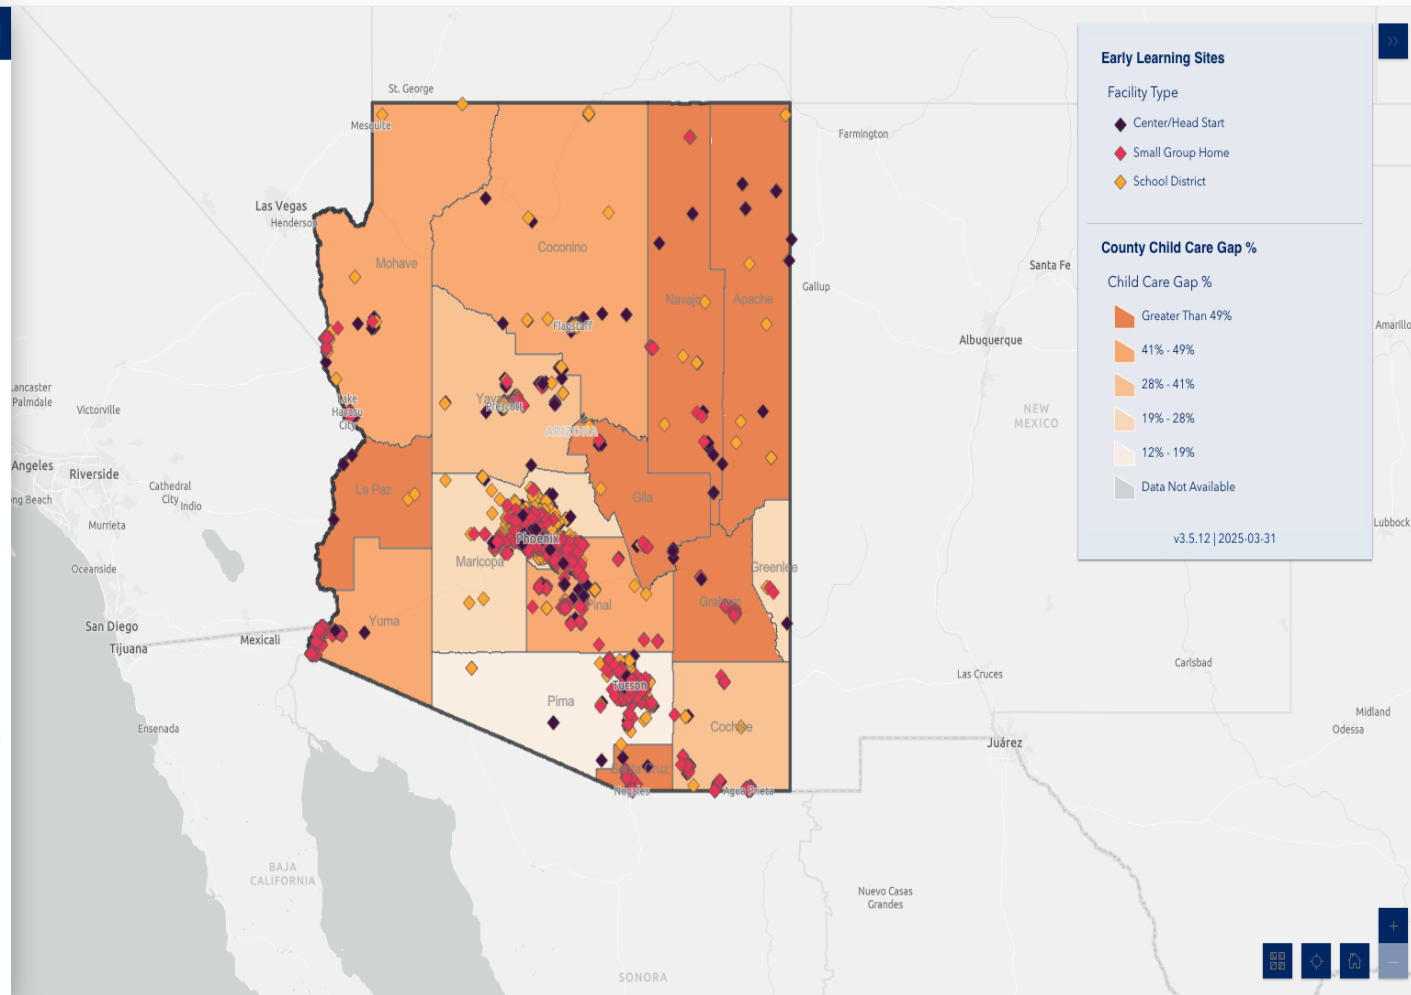 St. George
Mesquite
Farmington
Las Vegas
Henderson
Coconino
Mohave
Santa Fe
Gallup
Navajo
Apache
Flagstaff
Amarillo
Albuquerque
ancaster
Palmdale
Victorville
Lake
Havasu
City
Prescott
NEW
MEXICO
ARIZONA
Angeles
Riverside
ong Beach
Cathedral
City
Indio
La Paz
Gila
Murrieta
Lubbock
Phoenix
Maricopa
Oceanside
Greenlee
Pinal
Graham
Yuma
San Diego
Tijuana
Mexicali
Carlsbad
Las Cruces
Tucson
Pima
Cochise
Midland
Odessa
Ensenada
Juárez
Nogales
Agua Prieta
BAJA
CALIFORNIA
Nuevo Casas
Grandes
SONORA
Early Learning Sites
Facility Type
Center/Head Start
Small Group Home
School District
County Child Care Gap %
Child Care Gap %
Greater Than 49%
41% - 49%
28% - 41%
19% - 28%
12% - 19%
Data Not Available
v3.5.12 | 2025-03-31